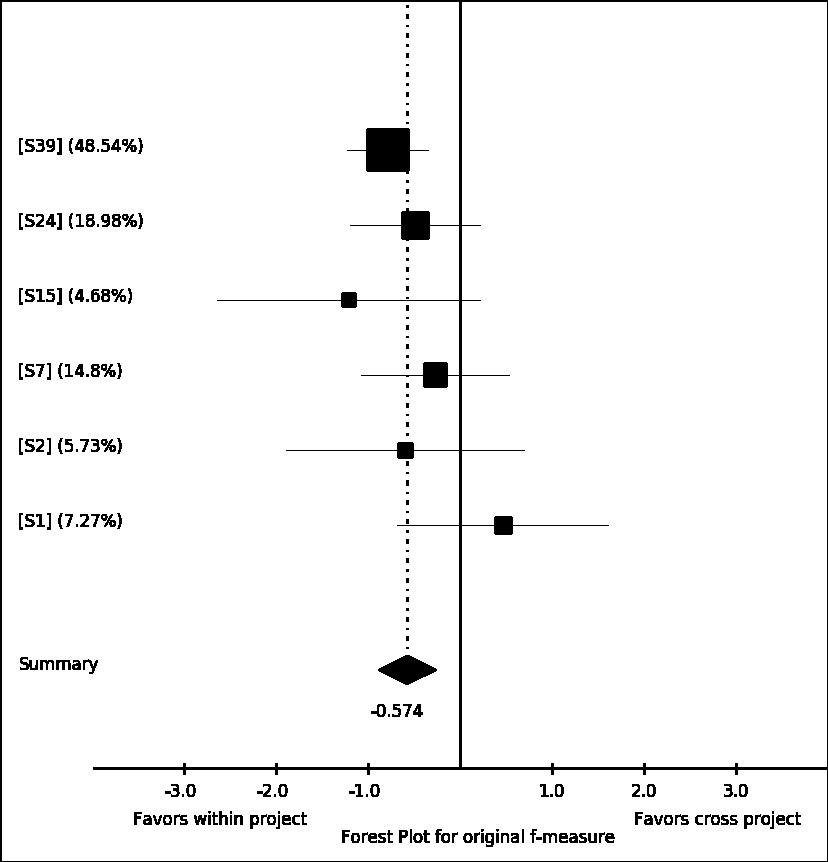 [S39] (48.54%)
[S24] (18.98%)
[S15] (4.68%)
[S7] (14.8%)
[S2] (5.73%)
[S1] (7.27%)
Summary
-0.574
-3.0 -2.0 -1.0 1.0 2.0 3.0
Favors within project Favors cross project
Forest Plot for original f-measure